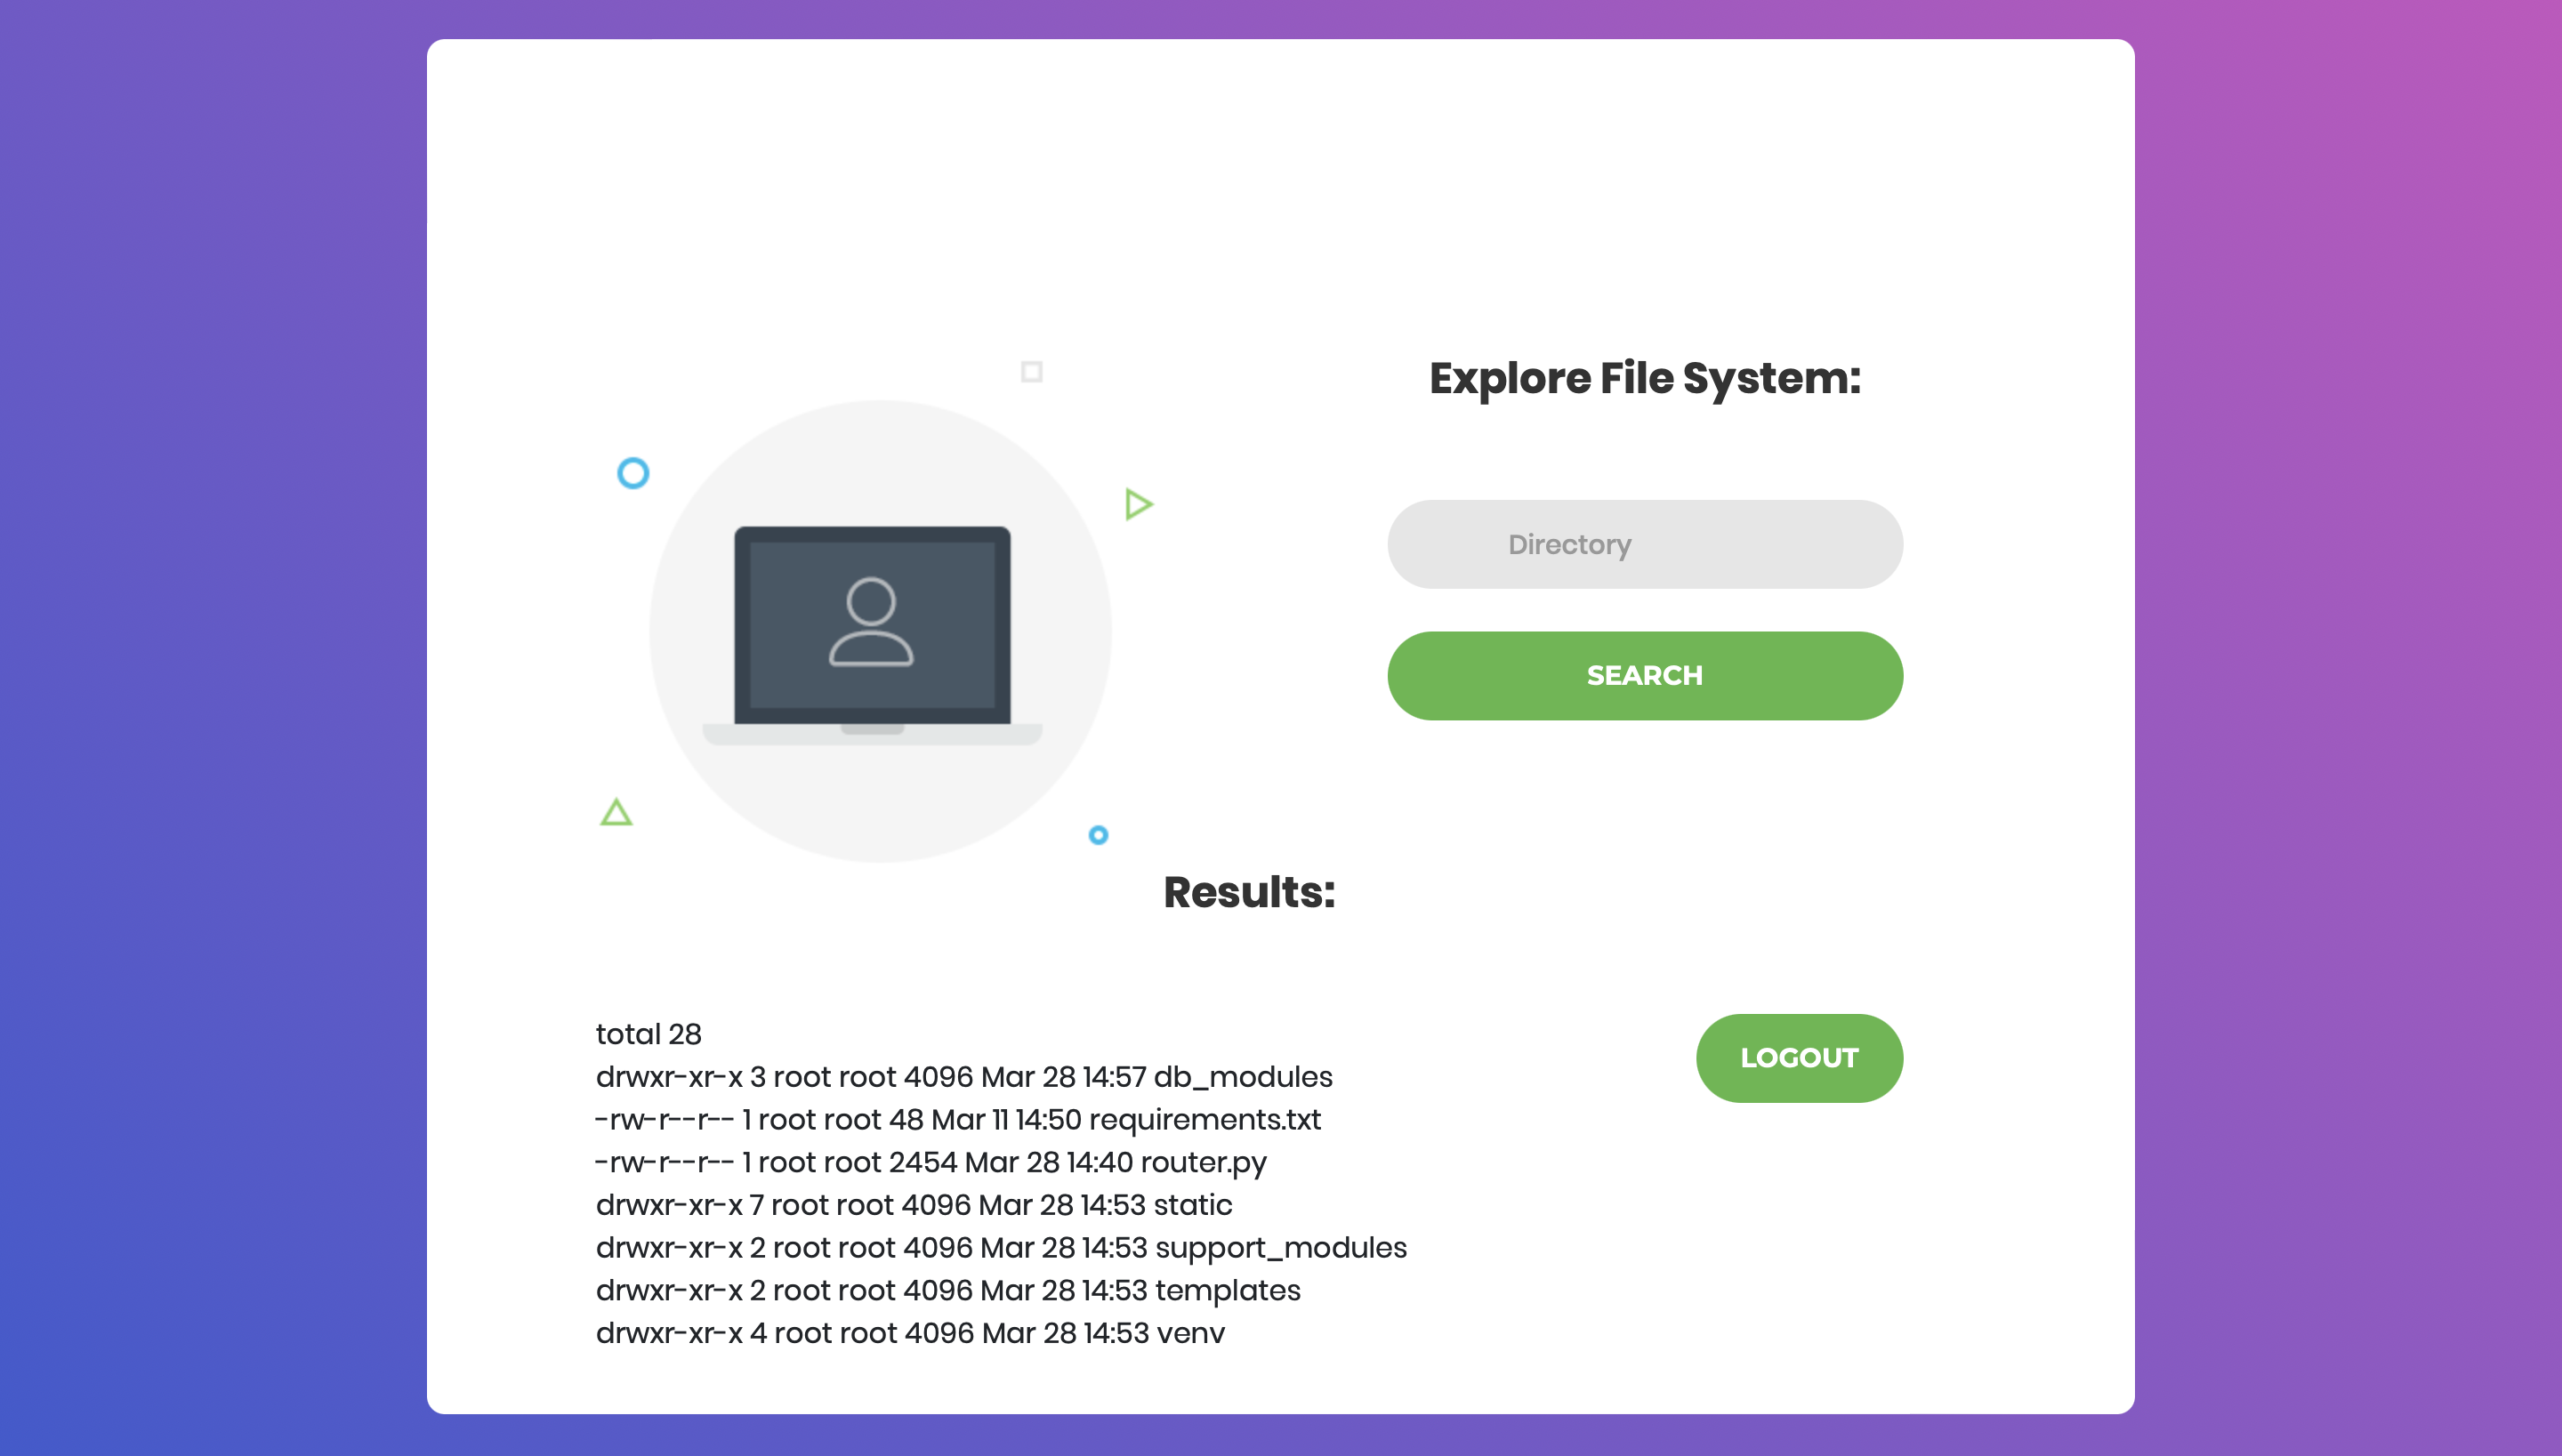 Explore File System:
Directory
SEARCH
Results:
total 28
drwxr-xr-x 3 root root 4096 Mar 28 14:57 db_modules
-rw-r--r-- 1 root root 48 Mar 11 14:50 requirements.txt
-rw-r--r-- 1 root root 2454 Mar 28 14:40 router.py
drwxr-xr-x 7 root root 4096 Mar 28 14:53 static
drwxr-xr-x 2 root root 4096 Mar 28 14:53 support_modules
drwxr-xr-x 2 root root 4096 Mar 28 14:53 templates
drwxr-xr-x 4 root root 4096 Mar 28 14:53 venv
LOGOUT